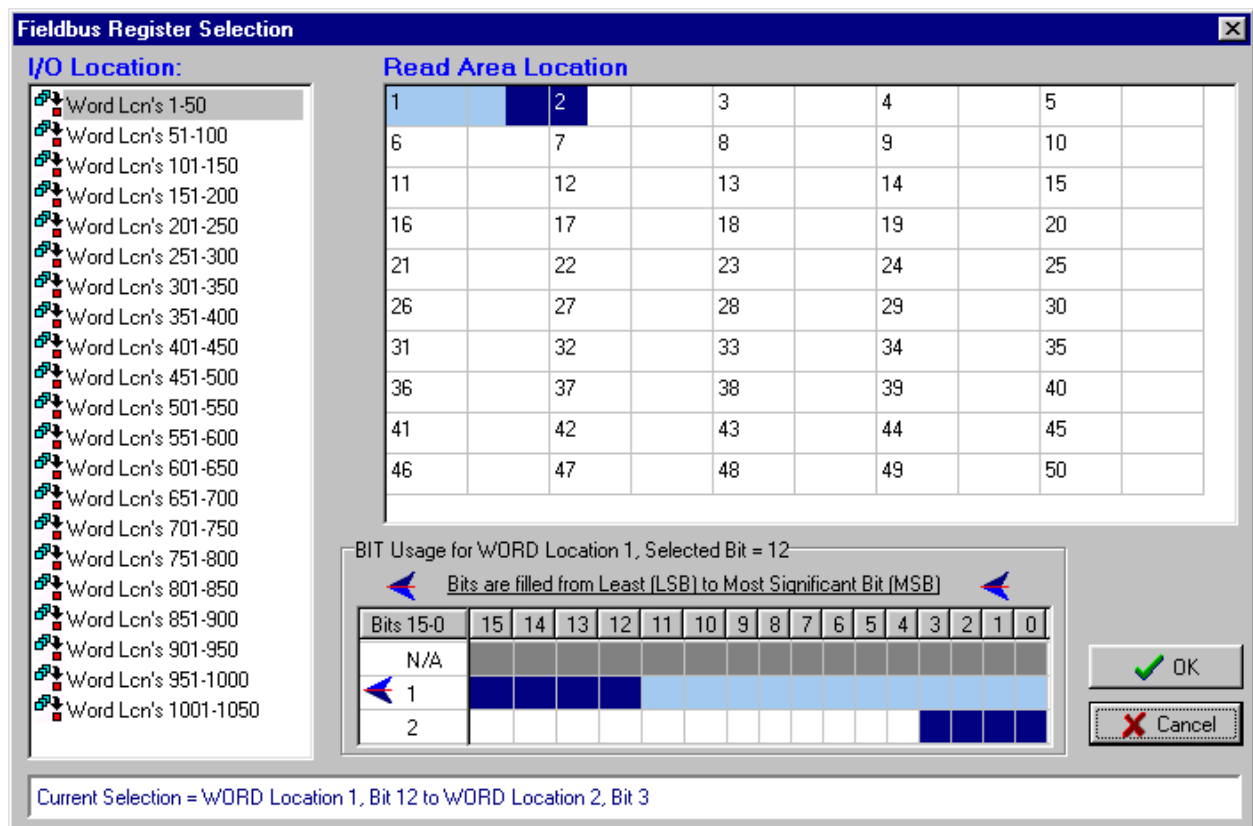 Fieldbus Register Selection
I/O Location:
Word Lcn's 1-50
Word Lcn's 51-100
Word Lcn's 101-150
Word Lcn's 151-200
Word Lcn's 201-250
Word Lcn's 251-300
Word Lcn's 301-350
Word Lcn's 351-400
Word Lcn's 401-450
Word Lcn's 451-500
Word Lcn's 501-550
Word Lcn's 551-600
Word Lcn's 601-650
Word Lcn's 651-700
Word Lcn's 701-750
Word Lcn's 751-800
Word Lcn's 801-850
Word Lcn's 851-900
Word Lcn's 901-950
Word Lcn's 951-1000
Word Lcn's 1001-1050
Read Area Location
1 2 3 4 5
6 7 8 9 10
11 12 13 14 15
16 17 18 19 20
21 22 23 24 25
26 27 28 29 30
31 32 33 34 35
36 37 38 39 40
41 42 43 44 45
46 47 48 49 50
BIT Usage for WORD Location 1, Selected Bit = 12
Bits are filled from Least (LSB) to Most Significant Bit (MSB)
Bits 15-0 15 14 13 12 11 10 9 8 7 6 5 4 3 2 1 0
N/A
1
2
OK
Cancel
Current Selection = WORD Location 1, Bit 12 to WORD Location 2, Bit 3